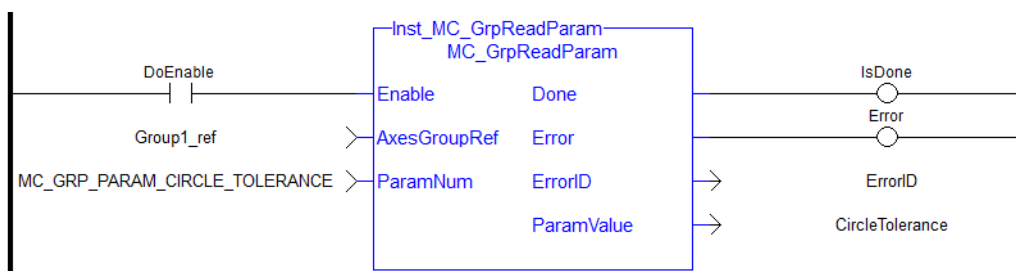 Inst_MC_GrpReadParam
MC_GrpReadParam
DoEnable
IsDone
Enable
Done
Error
Group1_ref
AxesGroupRef
Error
MC_GRP_PARAM_CIRCLE_TOLERANCE
ParamNum
ErrorID
ErrorID
ParamValue
CircleTolerance